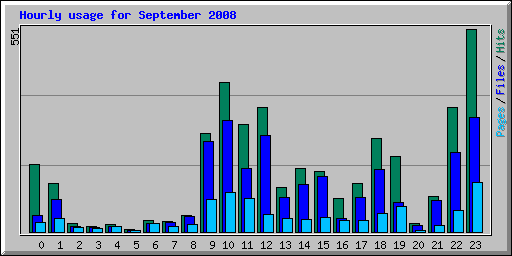 Hourly usage for September 2008
551
Pages / Files / Hits
0 1 2 3 4 5 6 7 8 9 10 11 12 13 14 15 16 17 18 19 20 21 22 23